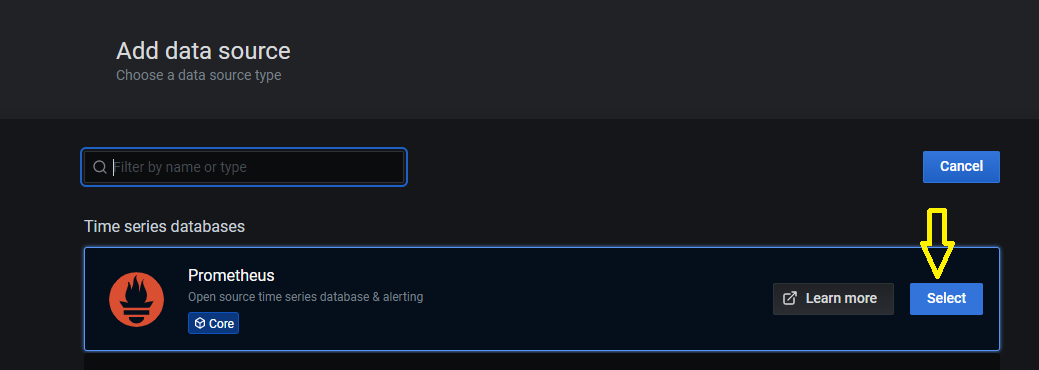 Add data source
Choose a data source type
Filter by name or type
Cancel
Time series databases
Prometheus
Open source time series database & alerting
Core
Learn more
Select